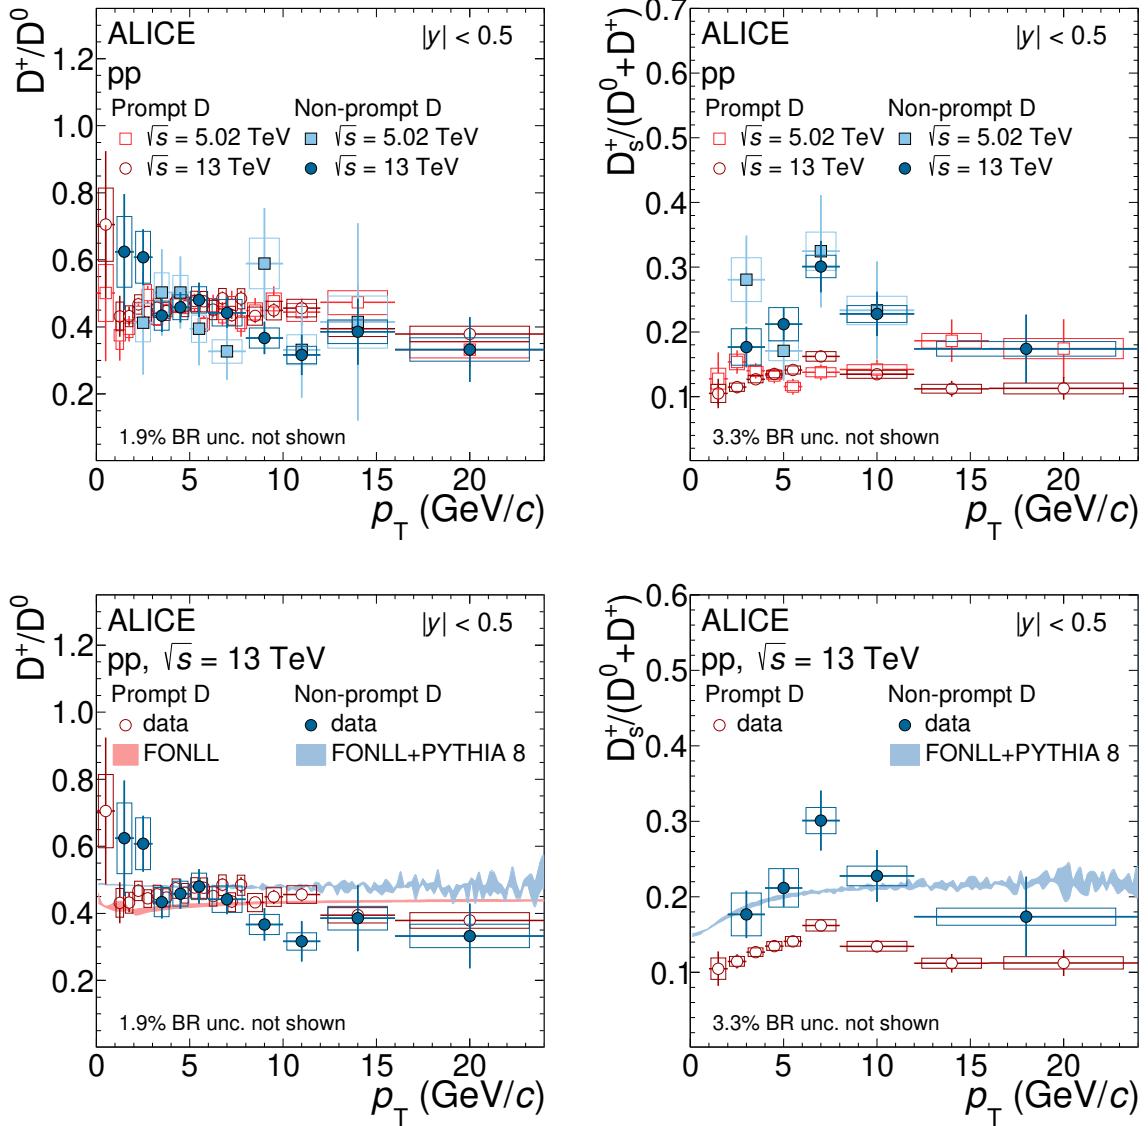 D⁺/D⁰
ALICE
|y| < 0.5
pp
Prompt D
Non-prompt D
√s = 5.02 TeV
√s = 5.02 TeV
√s = 13 TeV
√s = 13 TeV
1.9% BR unc. not shown
0.2
0.4
0.6
0.8
1.0
1.2
0 5 10 15 20
p_T (GeV/c)
D_s⁺/(D⁰+D⁺)
ALICE
|y| < 0.5
pp
Prompt D
Non-prompt D
√s = 5.02 TeV
√s = 5.02 TeV
√s = 13 TeV
√s = 13 TeV
3.3% BR unc. not shown
0.1
0.2
0.3
0.4
0.5
0.6
0.7
0 5 10 15 20
p_T (GeV/c)
D⁺/D⁰
ALICE
|y| < 0.5
pp, √s = 13 TeV
Prompt D
Non-prompt D
data
data
FONLL
FONLL+PYTHIA 8
1.9% BR unc. not shown
0.2
0.4
0.6
0.8
1.0
1.2
0 5 10 15 20
p_T (GeV/c)
D_s⁺/(D⁰+D⁺)
ALICE
|y| < 0.5
pp, √s = 13 TeV
Prompt D
Non-prompt D
data
data
FONLL+PYTHIA 8
3.3% BR unc. not shown
0.1
0.2
0.3
0.4
0.5
0.6
0 5 10 15 20
p_T (GeV/c)